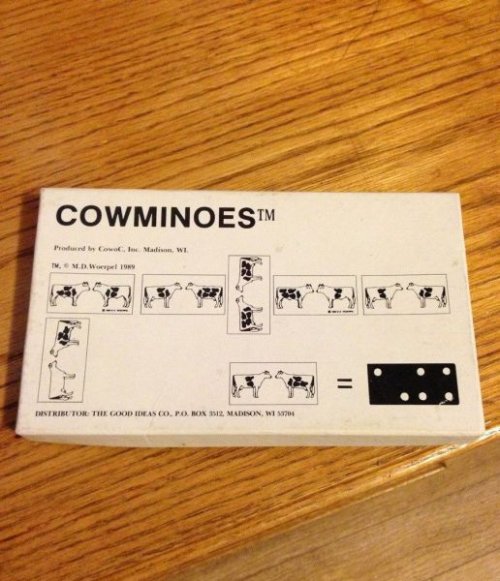 COWMINOES™
Produced by CowoC, Inc. Madison, WI.
TM, © M.D.Woerpel 1989
=
DISTRIBUTOR: THE GOOD IDEAS CO., P.O. BOX 3512, MADISON, WI 53704